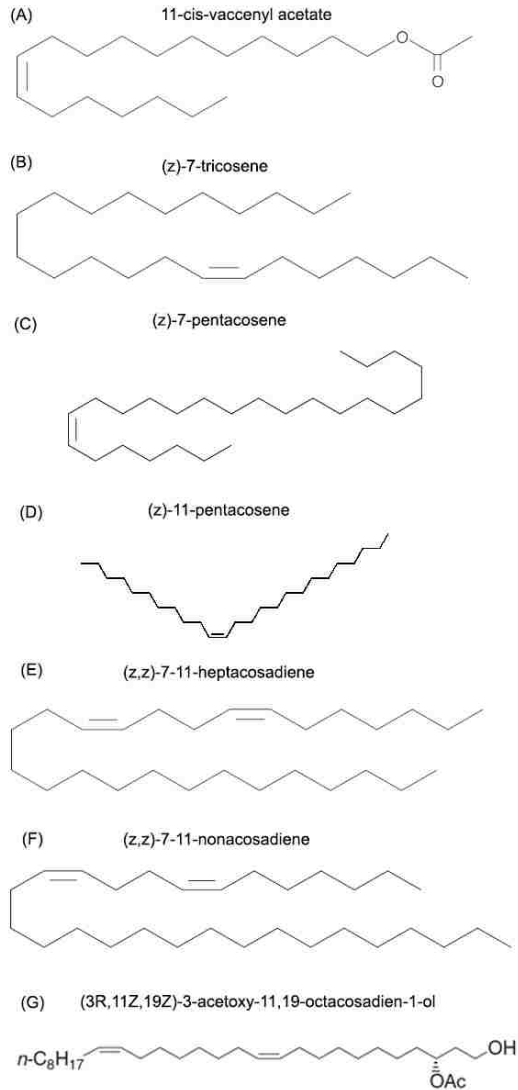 (A) 11-cis-vaccenyl acetate
O
O
(B) (z)-7-tricosene
(C) (z)-7-pentacosene
(D) (z)-11-pentacosene
(E) (z,z)-7-11-heptacosadiene
(F) (z,z)-7-11-nonacosadiene
(G) (3R,11Z,19Z)-3-acetoxy-11,19-octacosadien-1-ol
n-C8H17
OH
OAc